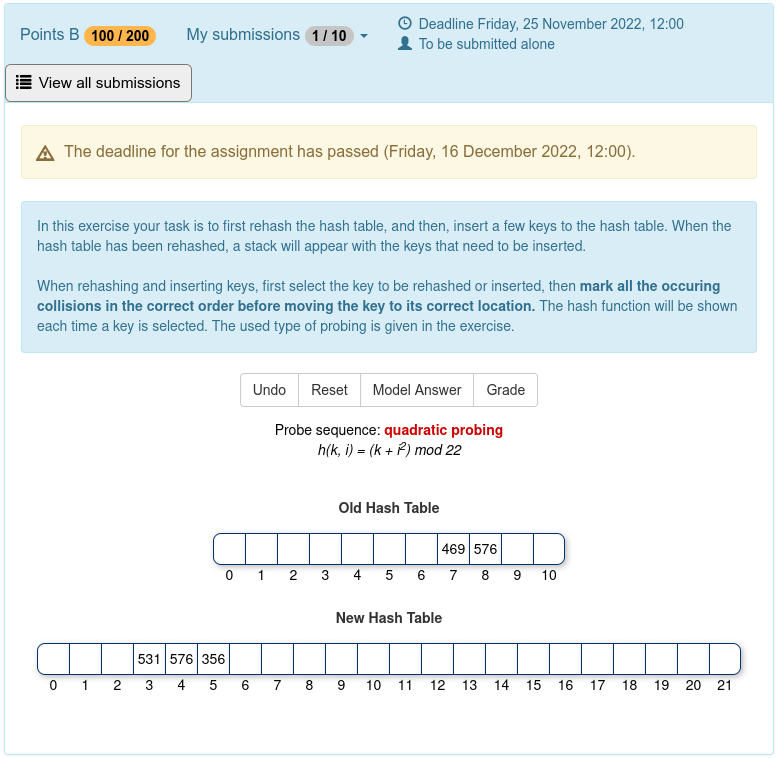 Points B 100 / 200 My submissions 1 / 10 Deadline Friday, 25 November 2022, 12:00
To be submitted alone
View all submissions
The deadline for the assignment has passed (Friday, 16 December 2022, 12:00).
In this exercise your task is to first rehash the hash table, and then, insert a few keys to the hash table. When the
hash table has been rehashed, a stack will appear with the keys that need to be inserted.
When rehashing and inserting keys, first select the key to be rehashed or inserted, then mark all the occuring
collisions in the correct order before moving the key to its correct location. The hash function will be shown
each time a key is selected. The used type of probing is given in the exercise.
Undo Reset Model Answer Grade
Probe sequence: quadratic probing
h(k, i) = (k + i²) mod 22
Old Hash Table
469 576
0 1 2 3 4 5 6 7 8 9 10
New Hash Table
531 576 356
0 1 2 3 4 5 6 7 8 9 10 11 12 13 14 15 16 17 18 19 20 21